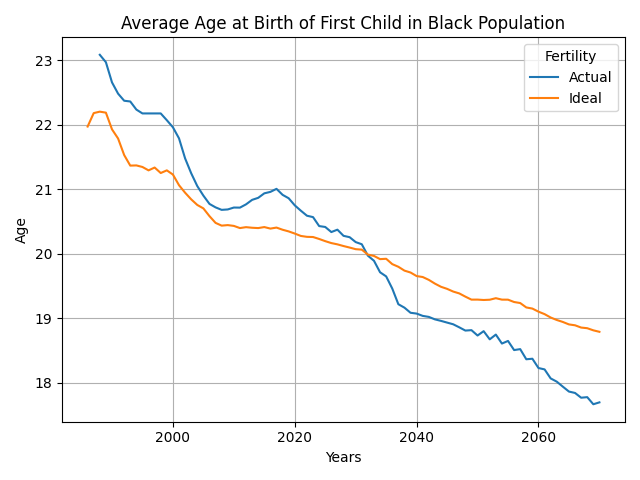 Average Age at Birth of First Child in Black Population
Fertility
Actual
Ideal
23
22
21
20
19
18
Age
2000
2020
2040
2060
Years